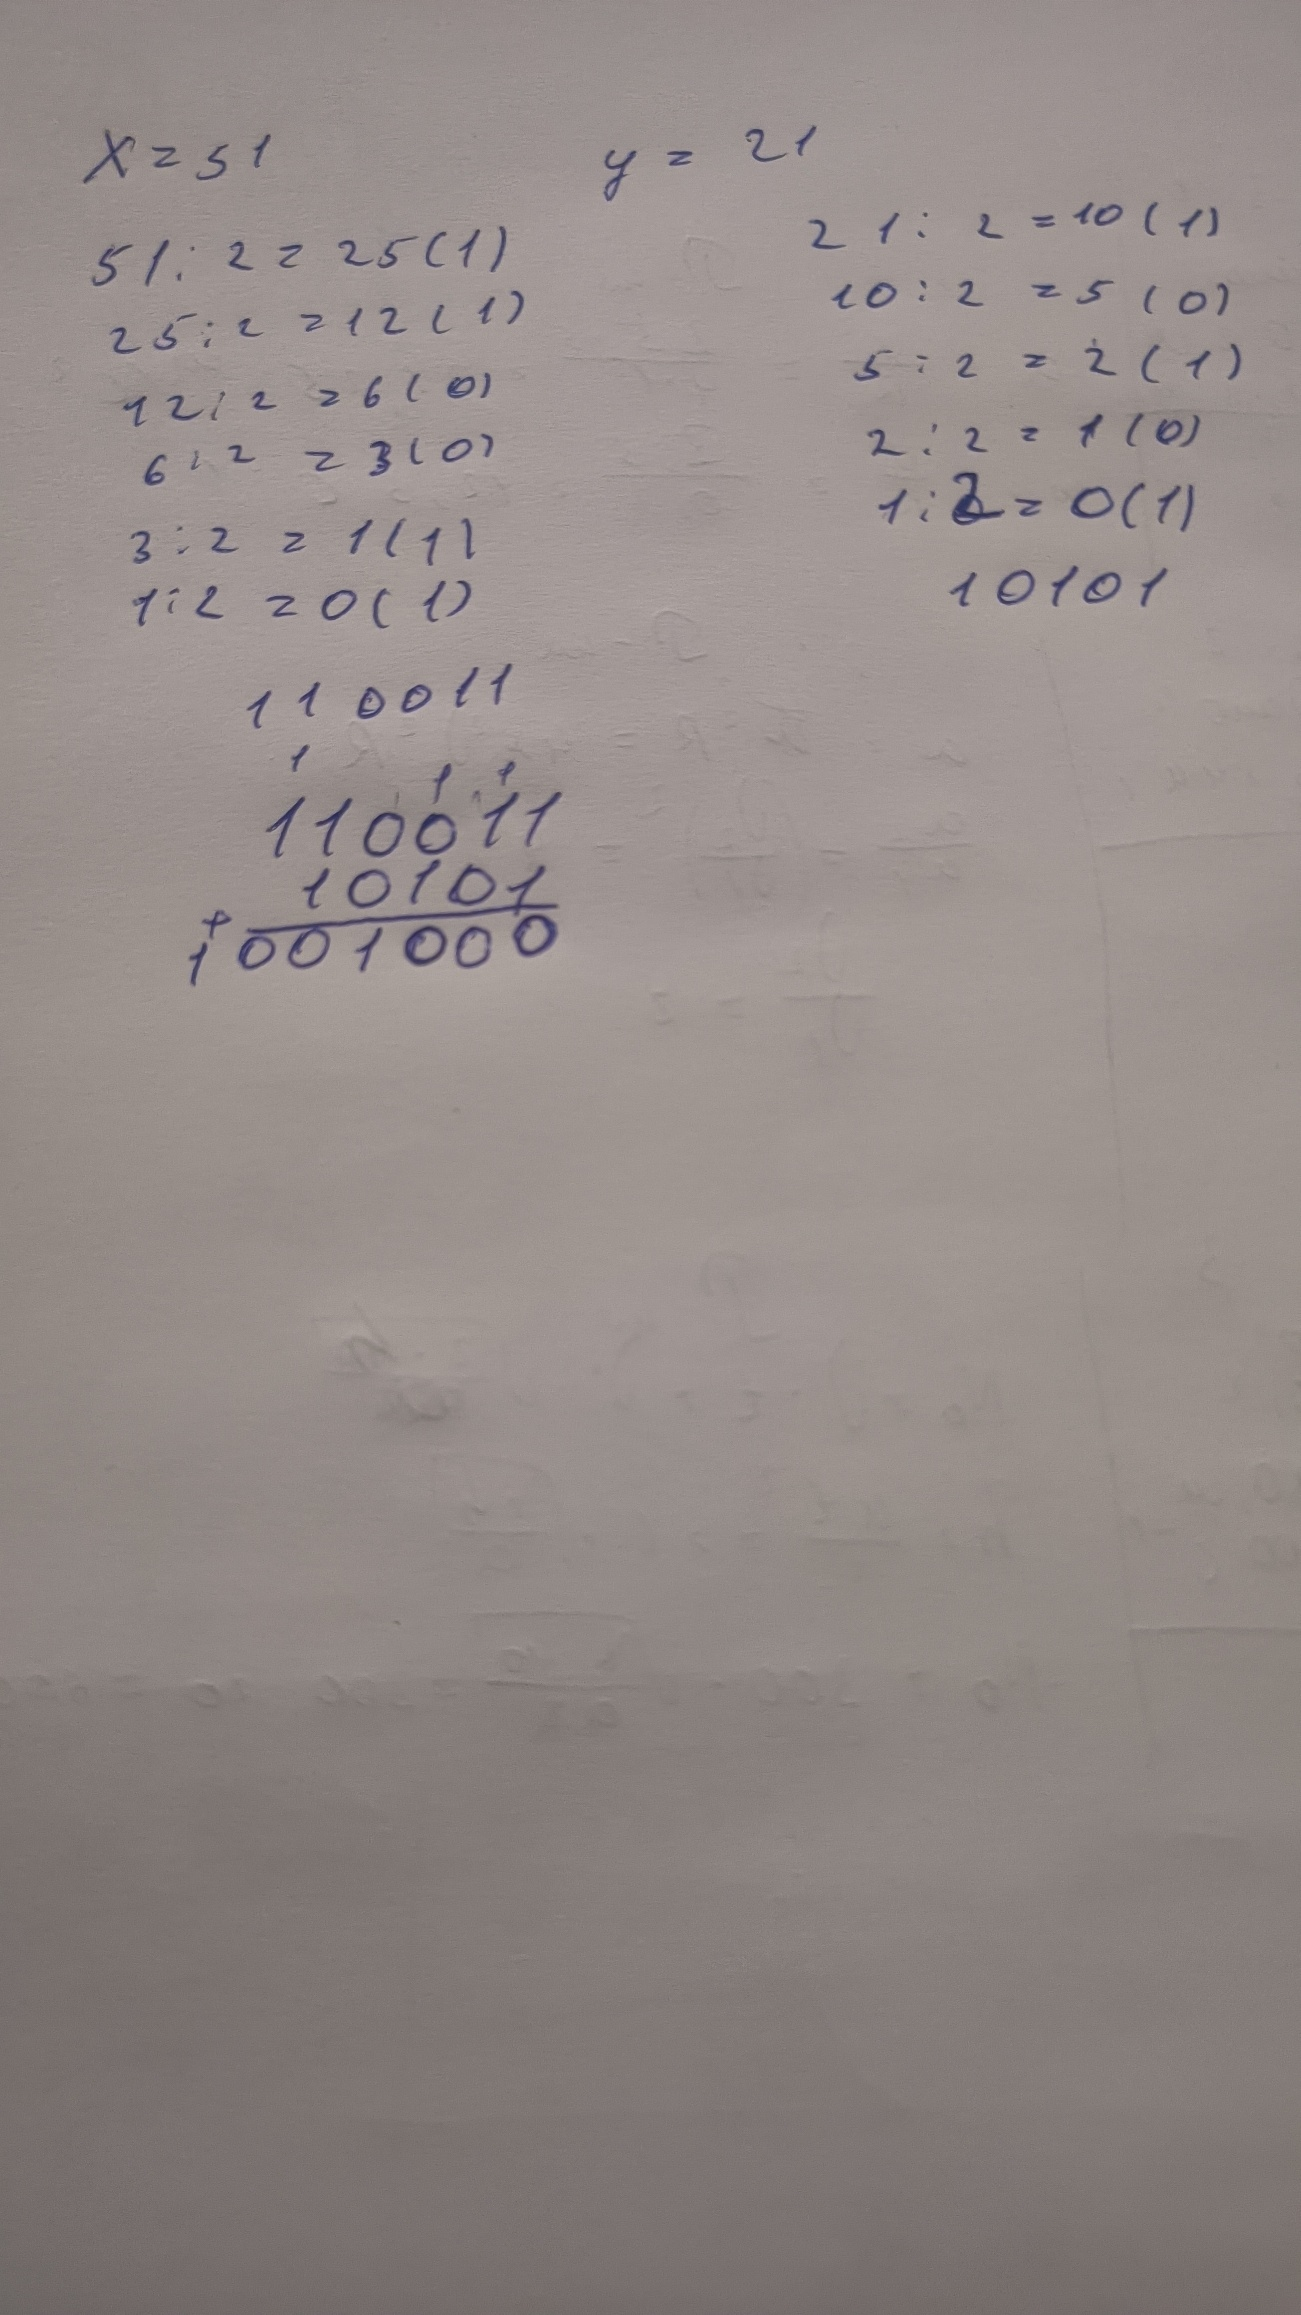 X = 51
51 : 2 = 25 (1)
25 : 2 = 12 (1)
12 : 2 = 6 (0)
6 : 2 = 3 (0)
3 : 2 = 1 (1)
1 : 2 = 0 (1)
110011
y = 21
21 : 2 = 10 (1)
10 : 2 = 5 (0)
5 : 2 = 2 (1)
2 : 2 = 1 (0)
1 : 2 = 0 (1)
10101
1 1 1
110011
10101
+
1001000